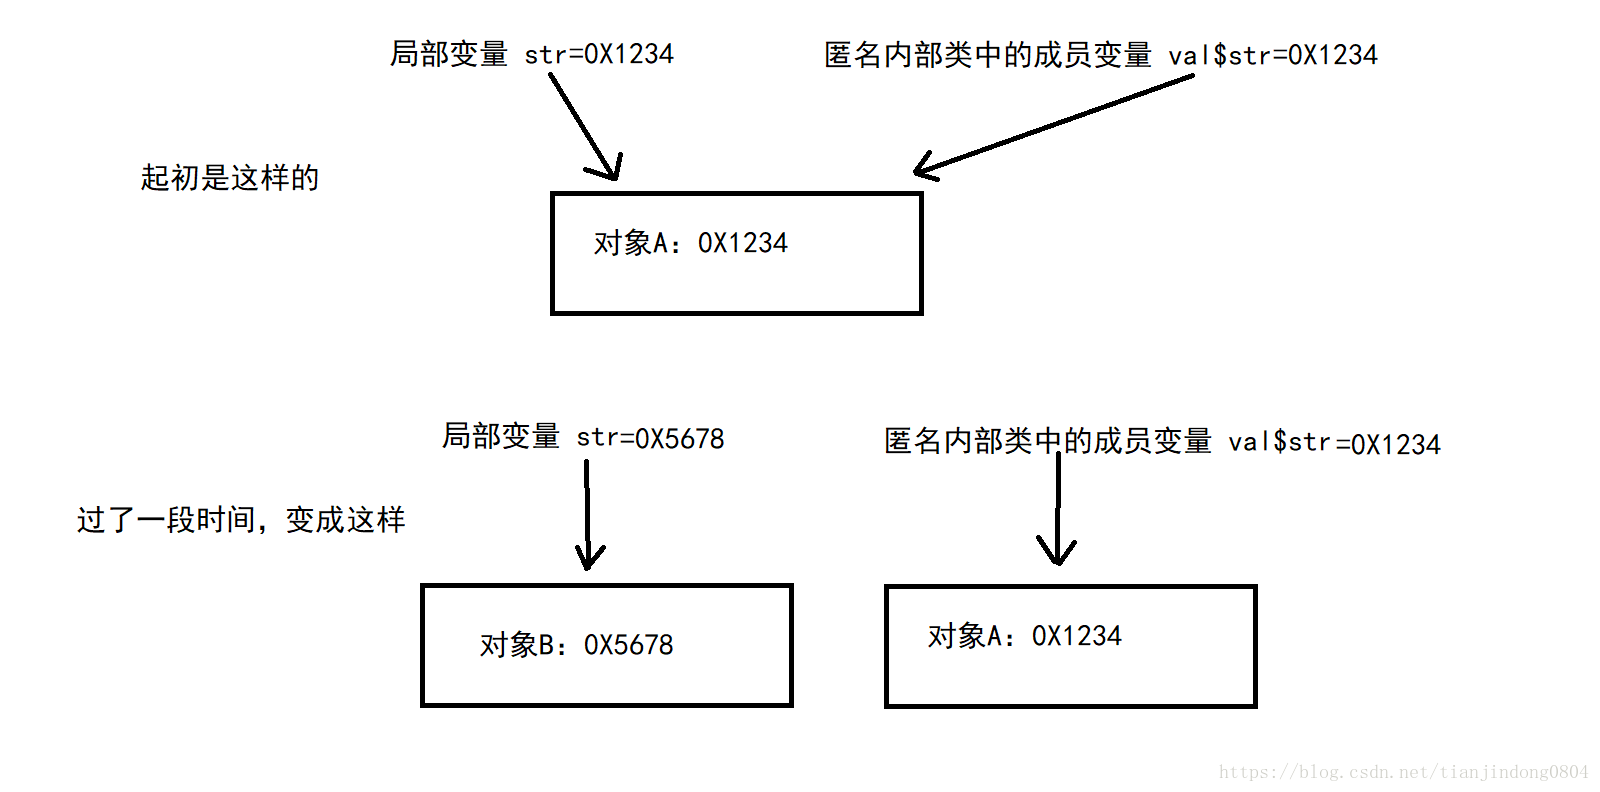 局部变量 str=0X1234
匿名内部类中的成员变量 val$str=0X1234
起初是这样的
对象A：0X1234
局部变量 str=0X5678
匿名内部类中的成员变量 val$str=0X1234
过了一段时间，变成这样
对象B：0X5678
对象A：0X1234
https://blog.csdn.net/tianjindong0804